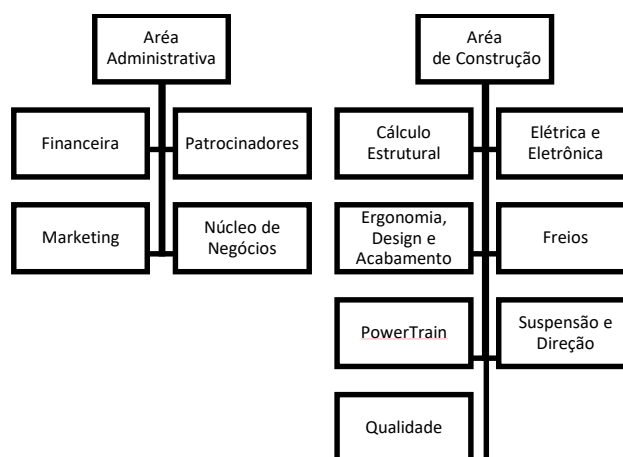 Aréa
Administrativa
Financeira
Patrocinadores
Marketing
Núcleo de
Negócios
Aréa
de Construção
Cálculo
Estrutural
Elétrica e
Eletrônica
Ergonomia,
Design e
Acabamento
Freios
PowerTrain
Suspensão e
Direção
Qualidade